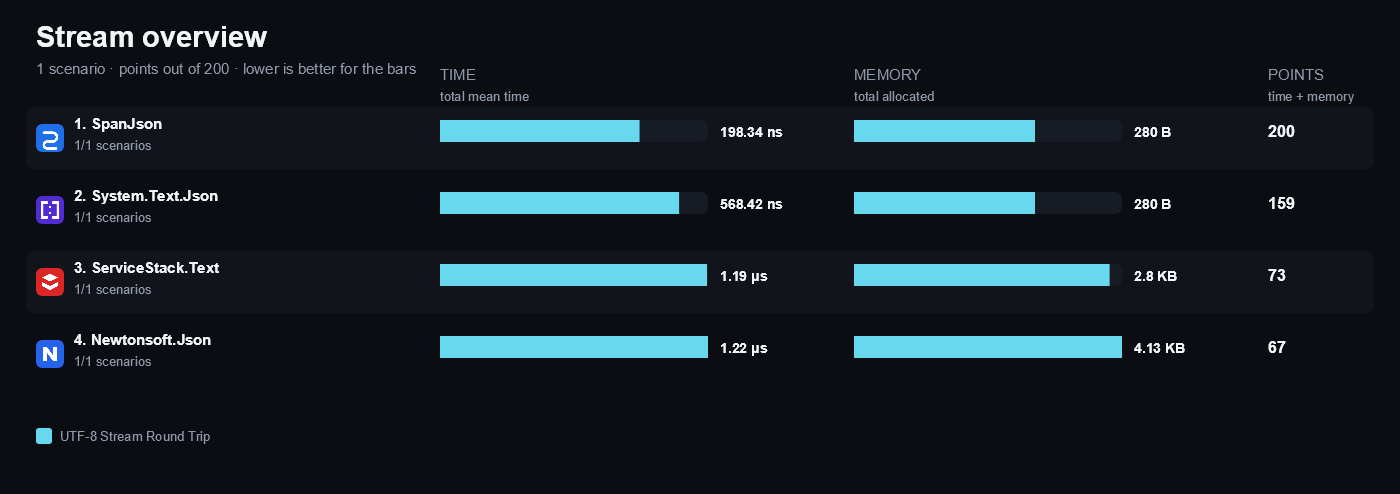 Stream overview
1 scenario · points out of 200 · lower is better for the bars
TIME
total mean time
MEMORY
total allocated
POINTS
time + memory
1. SpanJson
1/1 scenarios
198.34 ns
280 B
200
2. System.Text.Json
1/1 scenarios
568.42 ns
280 B
159
3. ServiceStack.Text
1/1 scenarios
1.19 µs
2.8 KB
73
N
4. Newtonsoft.Json
1/1 scenarios
1.22 µs
4.13 KB
67
UTF-8 Stream Round Trip